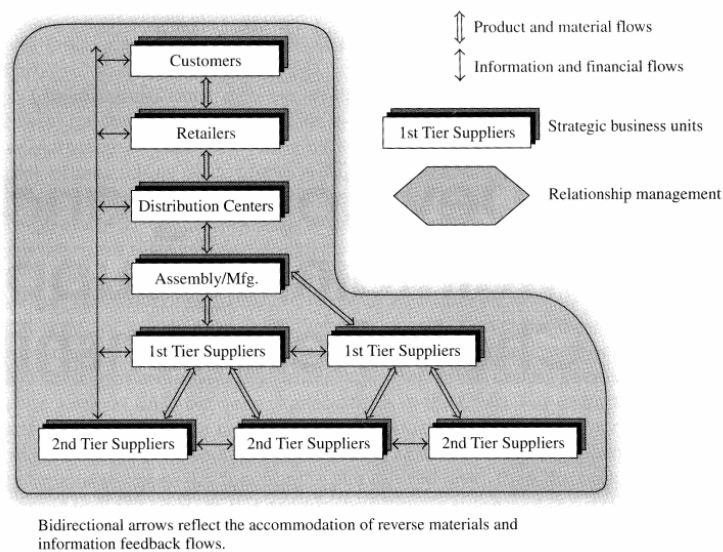 Product and material flows
Customers
Information and financial flows
Retailers
1st Tier Suppliers
Strategic business units
Distribution Centers
Relationship management
Assembly/Mfg.
1st Tier Suppliers
1st Tier Suppliers
2nd Tier Suppliers
2nd Tier Suppliers
2nd Tier Suppliers
Bidirectional arrows reflect the accommodation of reverse materials and
information feedback flows.